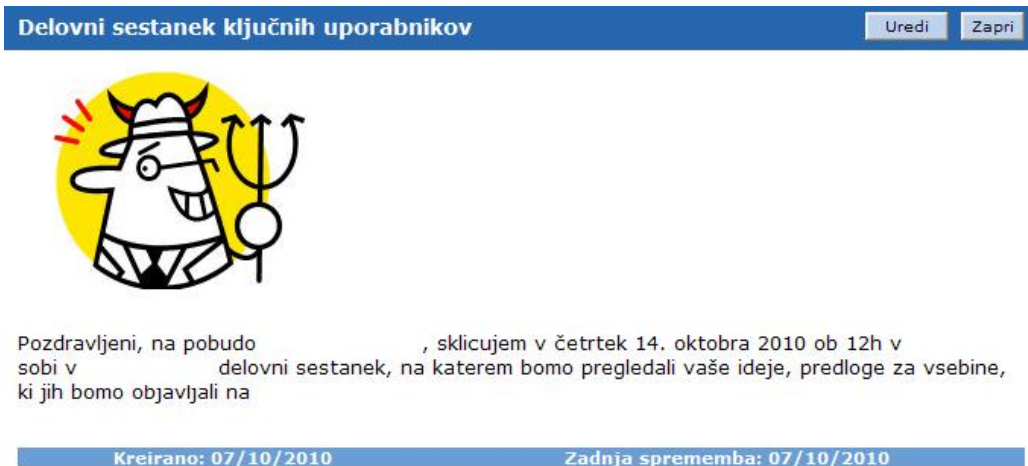 Delovni sestanek ključnih uporabnikov
Uredi Zapri
Pozdravljeni, na pobudo , sklicujem v četrtek 14. oktobra 2010 ob 12h v
sobi v delovni sestanek, na katerem bomo pregledali vaše ideje, predloge za vsebine,
ki jih bomo objavljali na
Kreirano: 07/10/2010 Zadnja sprememba: 07/10/2010